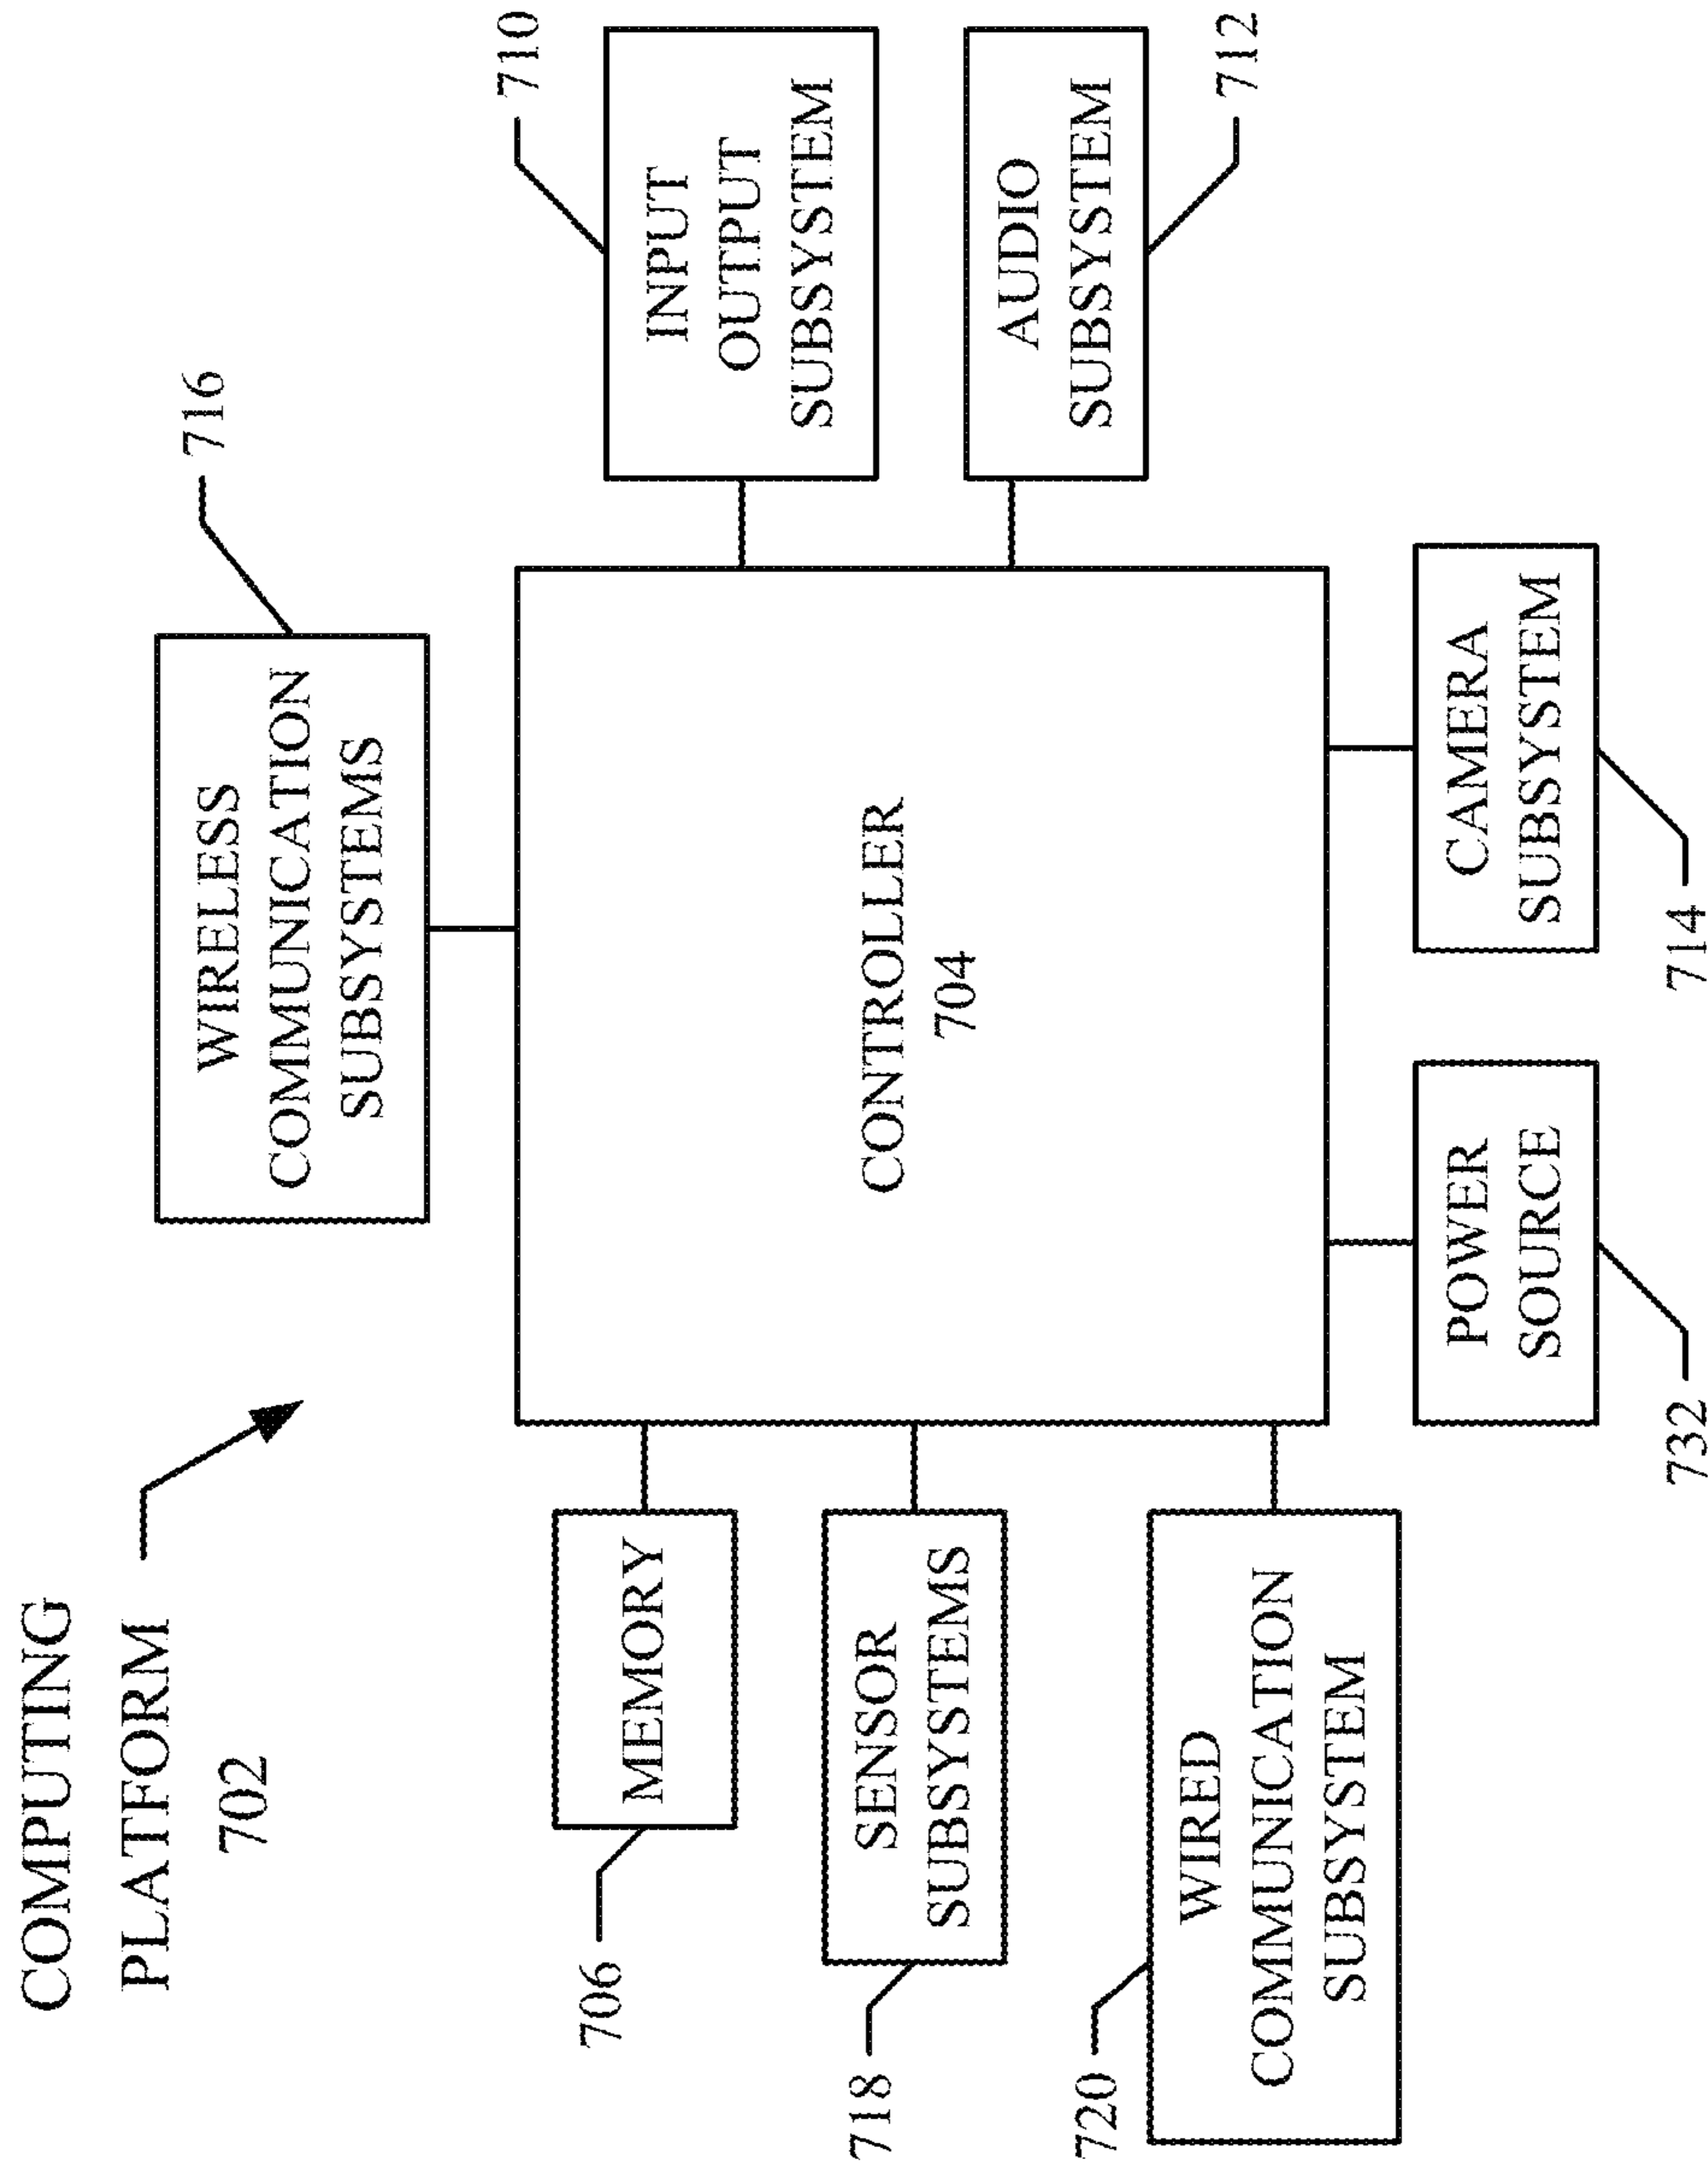 COMPUTING
PLATFORM
702
WIRELESS
COMMUNICATION
SUBSYSTEMS
716
MEMORY
706
SENSOR
SUBSYSTEMS
718
WIRED
COMMUNICATION
SUBSYSTEM
720
CONTROLLER
704
INPUT
OUTPUT
SUBSYSTEM
710
AUDIO
SUBSYSTEM
712
POWER
SOURCE
732
CAMERA
SUBSYSTEM
714